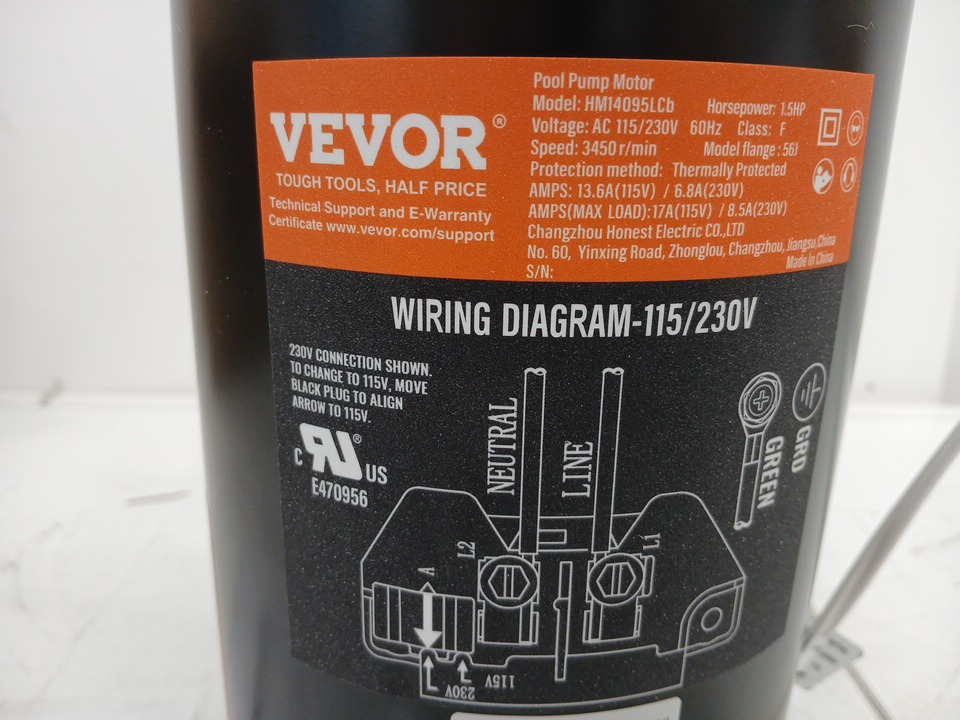 VEVOR®
TOUGH TOOLS, HALF PRICE
Technical Support and E-Warranty
Certificate www.vevor.com/support
Pool Pump Motor
Model: HM14095LCb Horsepower: 1.5HP
Voltage: AC 115/230V 60Hz Class: F
Speed: 3450r/min Model flange: 56J
Protection method: Thermally Protected
AMPS: 13.6A(115V) / 6.8A(230V)
AMPS(MAX LOAD):17A(115V) / 8.5A(230V)
Changzhou Honest Electric CO.,LTD
No. 60, Yinxing Road, Zhonglou, Changzhou, Jiangsu,China
Made In China
S/N:
WIRING DIAGRAM-115/230V
230V CONNECTION SHOWN.
TO CHANGE TO 115V, MOVE
BLACK PLUG TO ALIGN
ARROW TO 115V.
C RU® US
E470956
NEUTRAL
LINE
GRD
GREEN
L2
L1
A
230V
115V